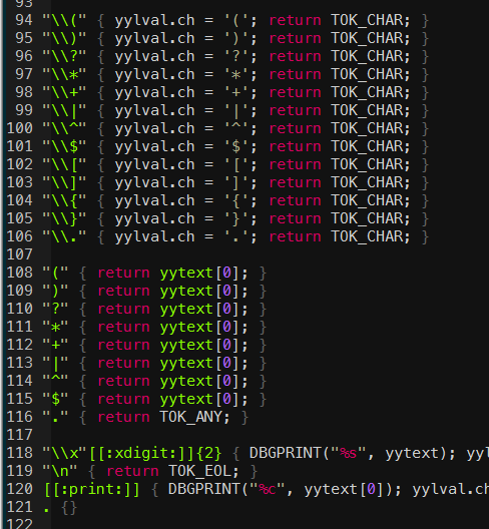 93
94 "\\(" { yylval.ch = '('; return TOK_CHAR; }
95 "\\)" { yylval.ch = ')'; return TOK_CHAR; }
96 "\\?" { yylval.ch = '?'; return TOK_CHAR; }
97 "\\*" { yylval.ch = '*'; return TOK_CHAR; }
98 "\\+" { yylval.ch = '+'; return TOK_CHAR; }
99 "\\|" { yylval.ch = '|'; return TOK_CHAR; }
100 "\\^" { yylval.ch = '^'; return TOK_CHAR; }
101 "\\$" { yylval.ch = '$'; return TOK_CHAR; }
102 "\\[" { yylval.ch = '['; return TOK_CHAR; }
103 "\\]" { yylval.ch = ']'; return TOK_CHAR; }
104 "\\{" { yylval.ch = '{'; return TOK_CHAR; }
105 "\\}" { yylval.ch = '}'; return TOK_CHAR; }
106 "\\." { yylval.ch = '.'; return TOK_CHAR; }
107
108 "(" { return yytext[0]; }
109 ")" { return yytext[0]; }
110 "?" { return yytext[0]; }
111 "*" { return yytext[0]; }
112 "+" { return yytext[0]; }
113 "|" { return yytext[0]; }
114 "^" { return yytext[0]; }
115 "$" { return yytext[0]; }
116 "." { return TOK_ANY; }
117
118 "\\x"[[:xdigit:]]{2} { DBGPRINT("%s", yytext); yyl
119 "\n" { return TOK_EOL; }
120 [[:print:]] { DBGPRINT("%c", yytext[0]); yylval.ch
121 . {}
122